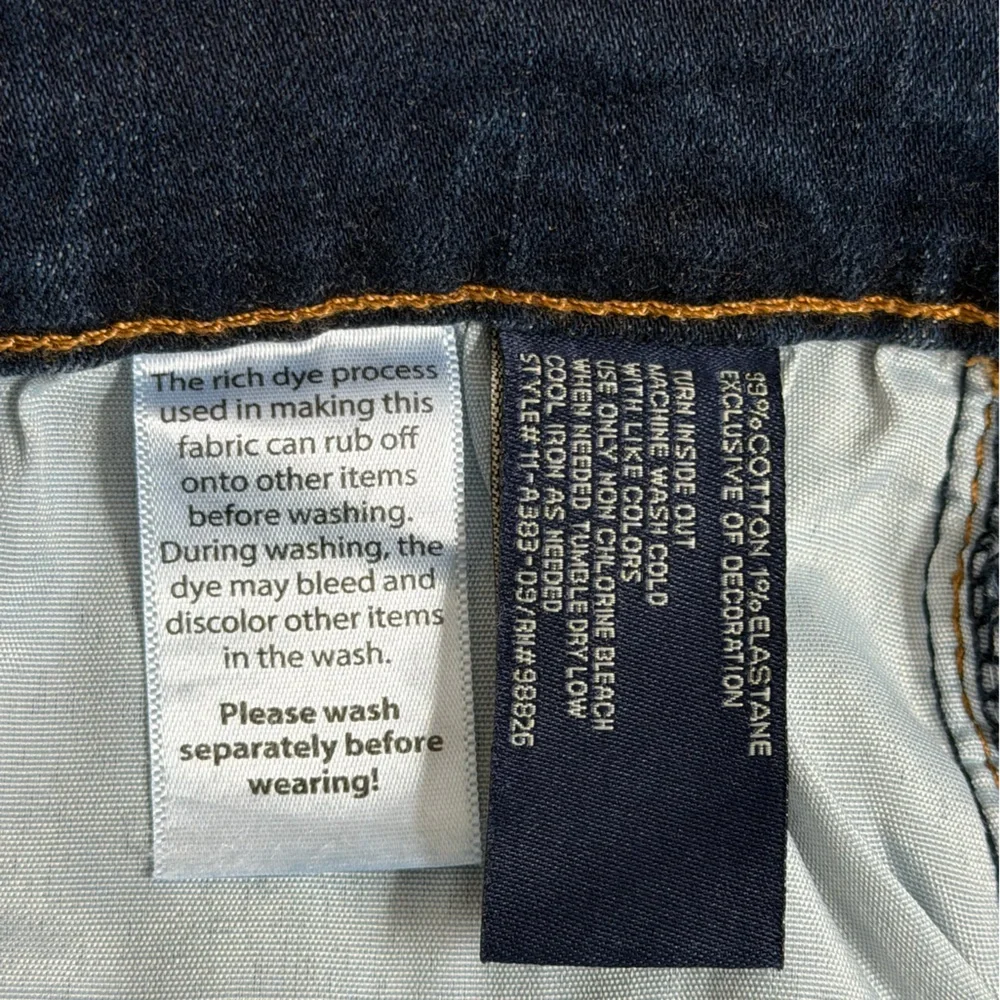 The rich dye process
used in making this
fabric can rub off
onto other items
before washing.
During washing, the
dye may bleed and
discolor other items
in the wash.
Please wash
separately before
wearing!
99% COTTON 1% ELASTANE
EXCLUSIVE OF DECORATION
TURN INSIDE OUT
MACHINE WASH COLD
WITH LIKE COLORS
USE ONLY NON CHLORINE BLEACH
WHEN NEEDED TUMBLE DRY LOW
COOL IRON AS NEEDED
STYLE#11-A383-D9/RN#98826